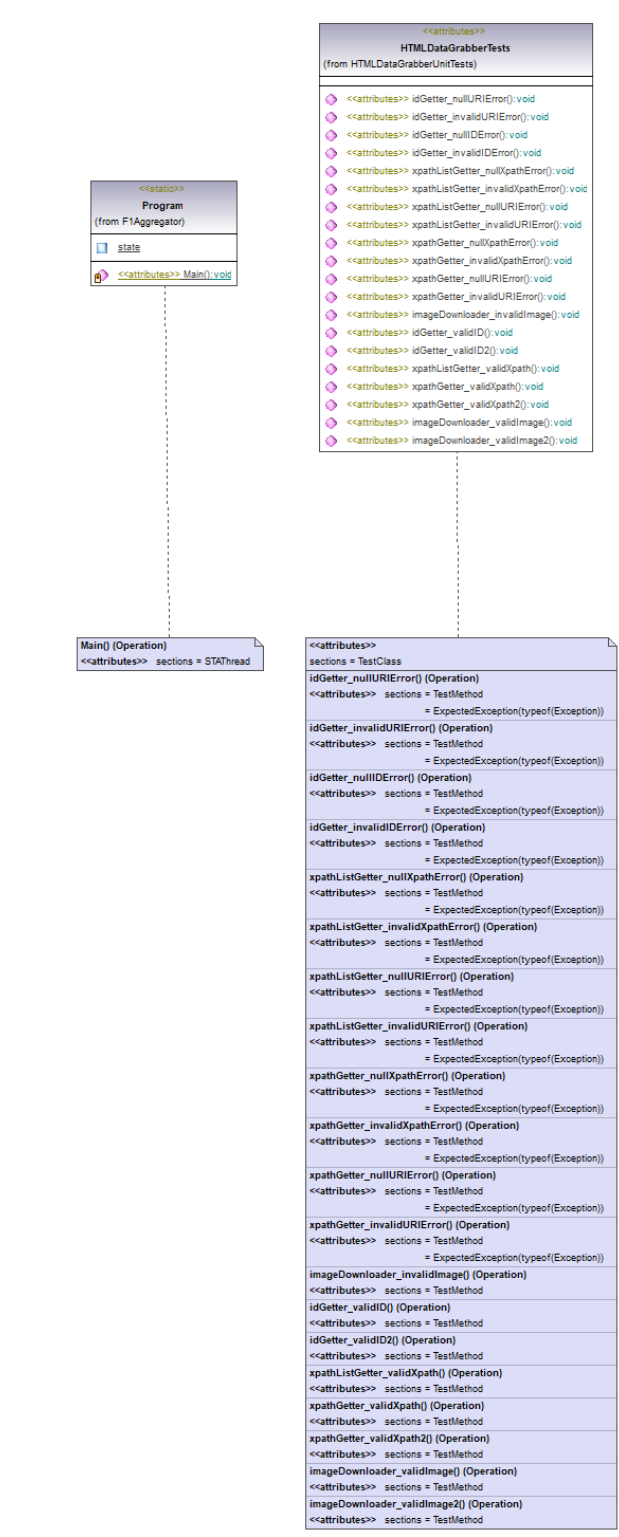 <<attributes>>
HTMLDataGrabberTests
(from HTMLDataGrabberUnitTests)
<<attributes>> idGetter_nullURIError():void
<<attributes>> idGetter_invalidURIError():void
<<attributes>> idGetter_nullIDError():void
<<attributes>> idGetter_invalidIDError():void
<<attributes>> xpathListGetter_nullXpathError():void
<<attributes>> xpathListGetter_invalidXpathError():void
<<attributes>> xpathListGetter_nullURIError():void
<<attributes>> xpathListGetter_invalidURIError():void
<<attributes>> xpathGetter_nullXpathError():void
<<attributes>> xpathGetter_invalidXpathError():void
<<attributes>> xpathGetter_nullURIError():void
<<attributes>> xpathGetter_invalidURIError():void
<<attributes>> imageDownloader_invalidImage():void
<<attributes>> idGetter_validID():void
<<attributes>> idGetter_validID2():void
<<attributes>> xpathListGetter_validXpath():void
<<attributes>> xpathGetter_validXpath():void
<<attributes>> xpathGetter_validXpath2():void
<<attributes>> imageDownloader_validImage():void
<<attributes>> imageDownloader_validImage2():void
<<static>>
Program
(from F1Aggregator)
state
<<attributes>> Main():void
Main() (Operation)
<<attributes>> sections = STAThread
<<attributes>>
sections = TestClass
idGetter_nullURIError() (Operation)
<<attributes>> sections = TestMethod
= ExpectedException(typeof(Exception))
idGetter_invalidURIError() (Operation)
<<attributes>> sections = TestMethod
= ExpectedException(typeof(Exception))
idGetter_nullIDError() (Operation)
<<attributes>> sections = TestMethod
= ExpectedException(typeof(Exception))
idGetter_invalidIDError() (Operation)
<<attributes>> sections = TestMethod
= ExpectedException(typeof(Exception))
xpathListGetter_nullXpathError() (Operation)
<<attributes>> sections = TestMethod
= ExpectedException(typeof(Exception))
xpathListGetter_invalidXpathError() (Operation)
<<attributes>> sections = TestMethod
= ExpectedException(typeof(Exception))
xpathListGetter_nullURIError() (Operation)
<<attributes>> sections = TestMethod
= ExpectedException(typeof(Exception))
xpathListGetter_invalidURIError() (Operation)
<<attributes>> sections = TestMethod
= ExpectedException(typeof(Exception))
xpathGetter_nullXpathError() (Operation)
<<attributes>> sections = TestMethod
= ExpectedException(typeof(Exception))
xpathGetter_invalidXpathError() (Operation)
<<attributes>> sections = TestMethod
= ExpectedException(typeof(Exception))
xpathGetter_nullURIError() (Operation)
<<attributes>> sections = TestMethod
= ExpectedException(typeof(Exception))
xpathGetter_invalidURIError() (Operation)
<<attributes>> sections = TestMethod
= ExpectedException(typeof(Exception))
imageDownloader_invalidImage() (Operation)
<<attributes>> sections = TestMethod
idGetter_validID() (Operation)
<<attributes>> sections = TestMethod
idGetter_validID2() (Operation)
<<attributes>> sections = TestMethod
xpathListGetter_validXpath() (Operation)
<<attributes>> sections = TestMethod
xpathGetter_validXpath() (Operation)
<<attributes>> sections = TestMethod
xpathGetter_validXpath2() (Operation)
<<attributes>> sections = TestMethod
imageDownloader_validImage() (Operation)
<<attributes>> sections = TestMethod
imageDownloader_validImage2() (Operation)
<<attributes>> sections = TestMethod